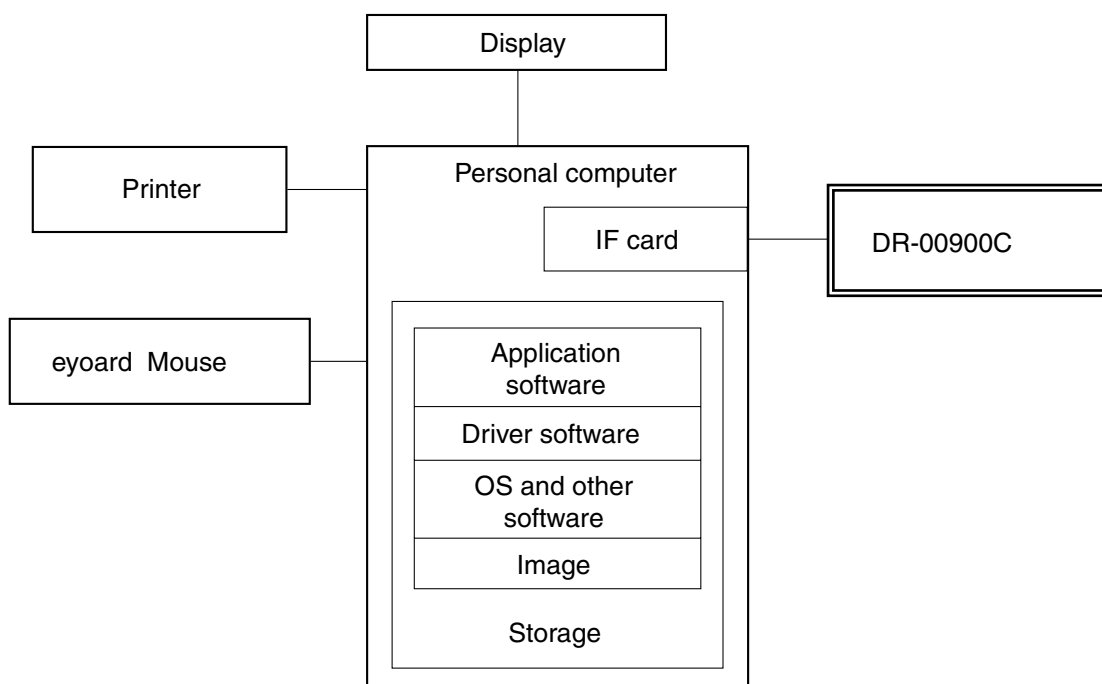 Display
Personal computer
Printer
IF card
DR-00900C
eyoard Mouse
Application
software
Driver software
OS and other
software
Image
Storage